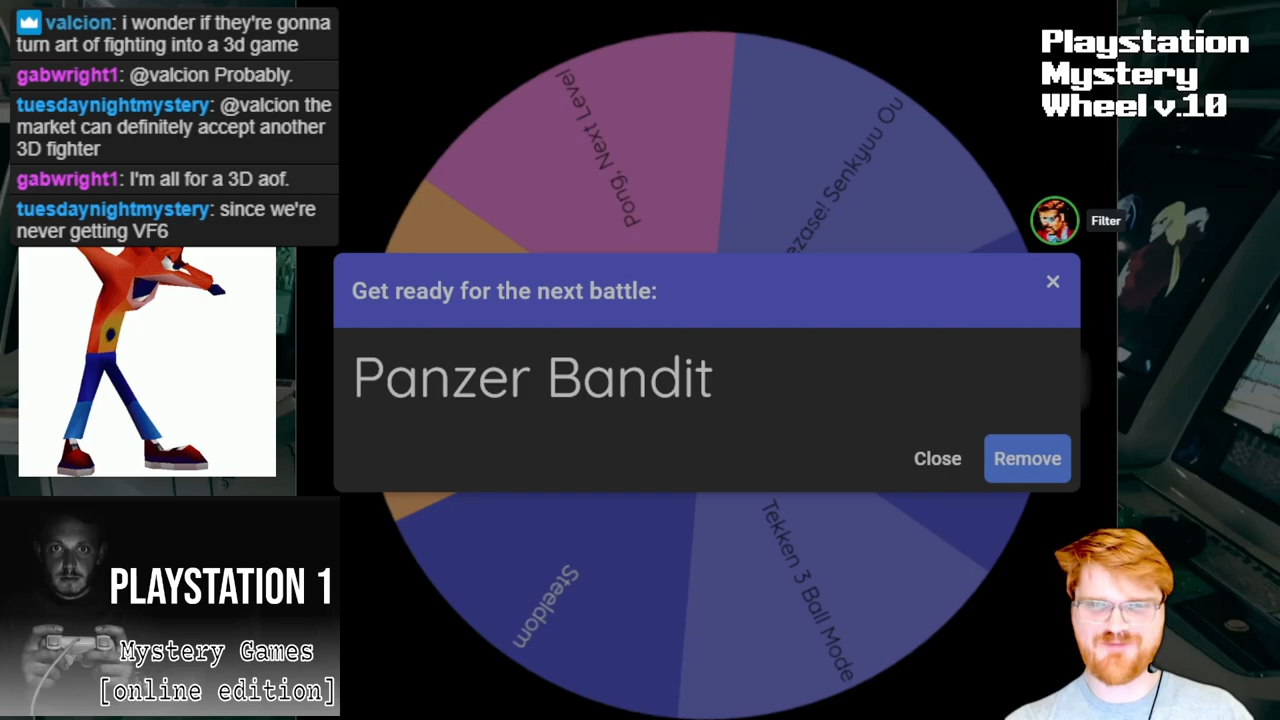 valcion: i wonder if they're gonna
turn art of fighting into a 3d game
gabwright1: @valcion Probably.
tuesdaynightmystery: @valcion the
market can definitely accept another
3D fighter
gabwright1: I'm all for a 3D aof.
tuesdaynightmystery: since we're
never getting VF6
Playstation
Mystery
Wheel v.10
Filter
Pong, Next Level
ezase! Senkyuu Ou
Get ready for the next battle:
×
Panzer Bandit
Close
Remove
Steeldom
Tekken 3 Ball Mode
PLAYSTATION 1
Mystery Games
[online edition]